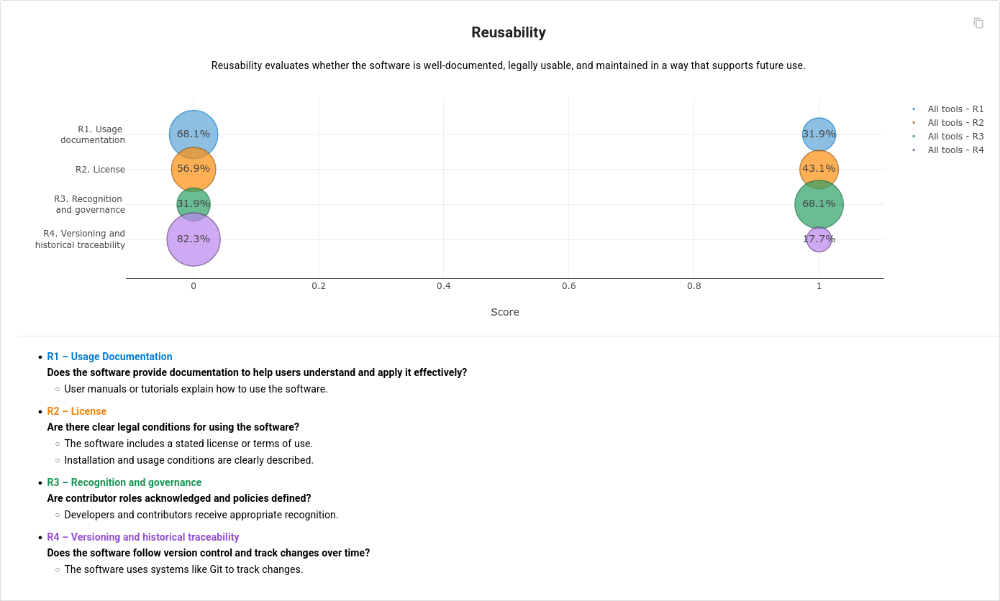 Reusability
Reusability evaluates whether the software is well-documented, legally usable, and maintained in a way that supports future use.
R1. Usage
documentation
68.1%
31.9%
R2. License
56.9%
43.1%
R3. Recognition
and governance
31.9%
68.1%
R4. Versioning and
historical traceability
82.3%
17.7%
0
0.2
0.4
0.6
0.8
1
Score
All tools - R1
All tools - R2
All tools - R3
All tools - R4
• R1 – Usage Documentation
Does the software provide documentation to help users understand and apply it effectively?
○ User manuals or tutorials explain how to use the software.
• R2 – License
Are there clear legal conditions for using the software?
○ The software includes a stated license or terms of use.
○ Installation and usage conditions are clearly described.
• R3 – Recognition and governance
Are contributor roles acknowledged and policies defined?
○ Developers and contributors receive appropriate recognition.
• R4 – Versioning and historical traceability
Does the software follow version control and track changes over time?
○ The software uses systems like Git to track changes.